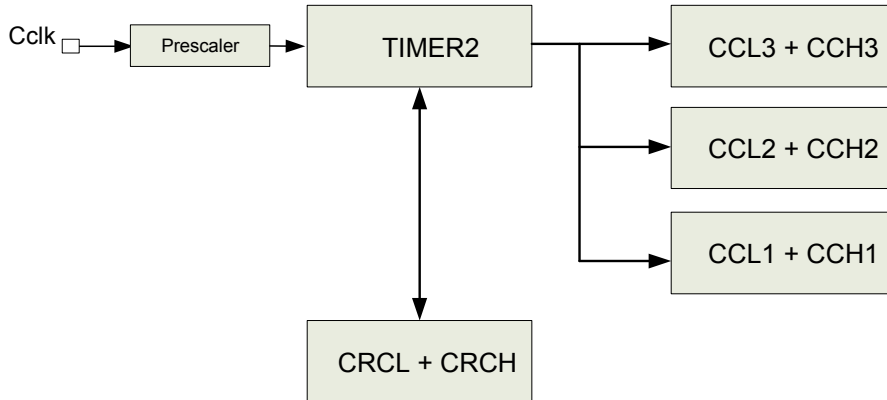 Cclk
Prescaler
TIMER2
CCL3 + CCH3
CCL2 + CCH2
CCL1 + CCH1
CRCL + CRCH